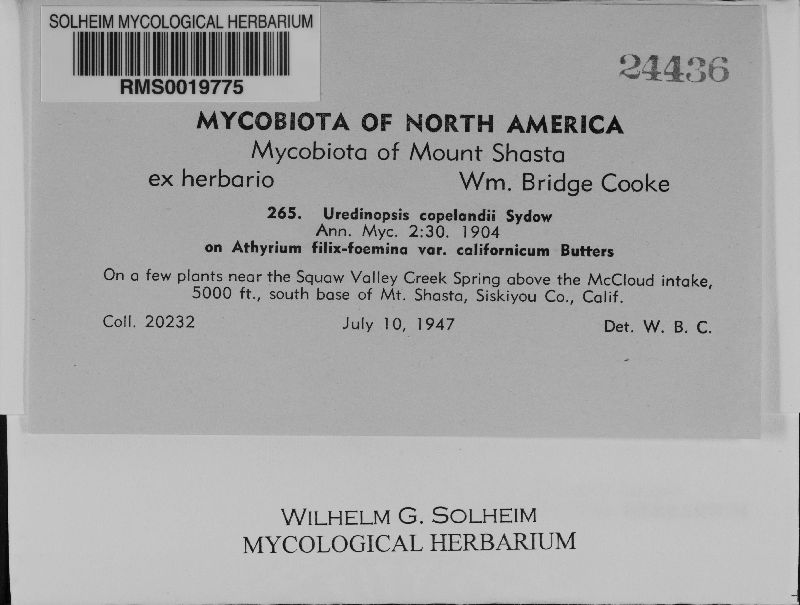 SOLHEIM MYCOLOGICAL HERBARIUM
RMS0019775
24436
MYCOBIOTA OF NORTH AMERICA
Mycobiota of Mount Shasta
ex herbario Wm. Bridge Cooke
265. Uredinopsis copelandii Sydow
Ann. Myc. 2:30. 1904
on Athyrium filix-foemina var. californicum Butters
On a few plants near the Squaw Valley Creek Spring above the McCloud intake,
5000 ft., south base of Mt. Shasta, Siskiyou Co., Calif.
Coll. 20232 July 10, 1947 Det. W. B. C.
WILHELM G. SOLHEIM
MYCOLOGICAL HERBARIUM